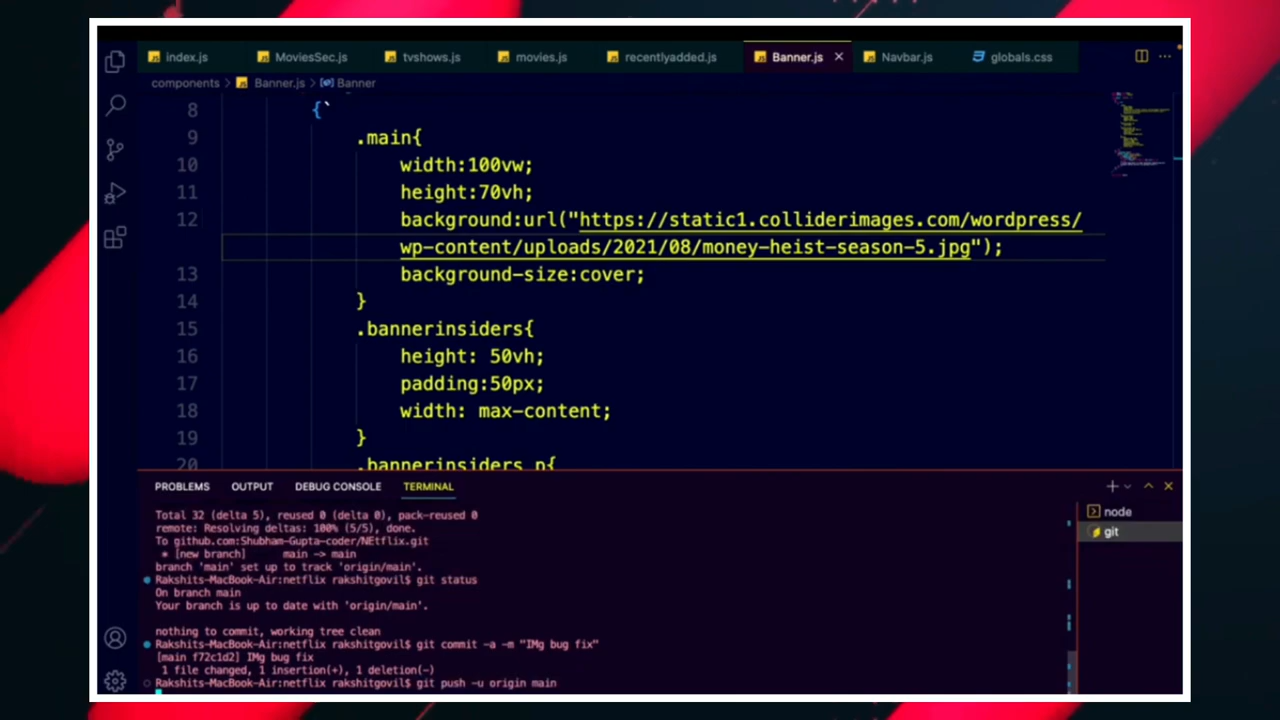 index.js MoviesSec.js tvshows.js movies.js recentlyadded.js Banner.js Navbar.js globals.css
components > Banner.js > Banner
8 {`
9 .main{
10 width:100vw;
11 height:70vh;
12 background:url("https://static1.colliderimages.com/wordpress/
wp-content/uploads/2021/08/money-heist-season-5.jpg");
13 background-size:cover;
14 }
15 .bannerinsiders{
16 height: 50vh;
17 padding:50px;
18 width: max-content;
19 }
20 .bannerinsiders p{
PROBLEMS OUTPUT DEBUG CONSOLE TERMINAL
Total 32 (delta 5), reused 0 (delta 0), pack-reused 0
remote: Resolving deltas: 100% (5/5), done.
To github.com:Shubham-Gupta-coder/NEtflix.git
* [new branch] main -> main
branch 'main' set up to track 'origin/main'.
Rakshits-MacBook-Air:netflix rakshitgovil$ git status
On branch main
Your branch is up to date with 'origin/main'.
nothing to commit, working tree clean
Rakshits-MacBook-Air:netflix rakshitgovil$ git commit -a -m "IMg bug fix"
[main f72c1d2] IMg bug fix
1 file changed, 1 insertion(+), 1 deletion(-)
Rakshits-MacBook-Air:netflix rakshitgovil$ git push -u origin main
node
git